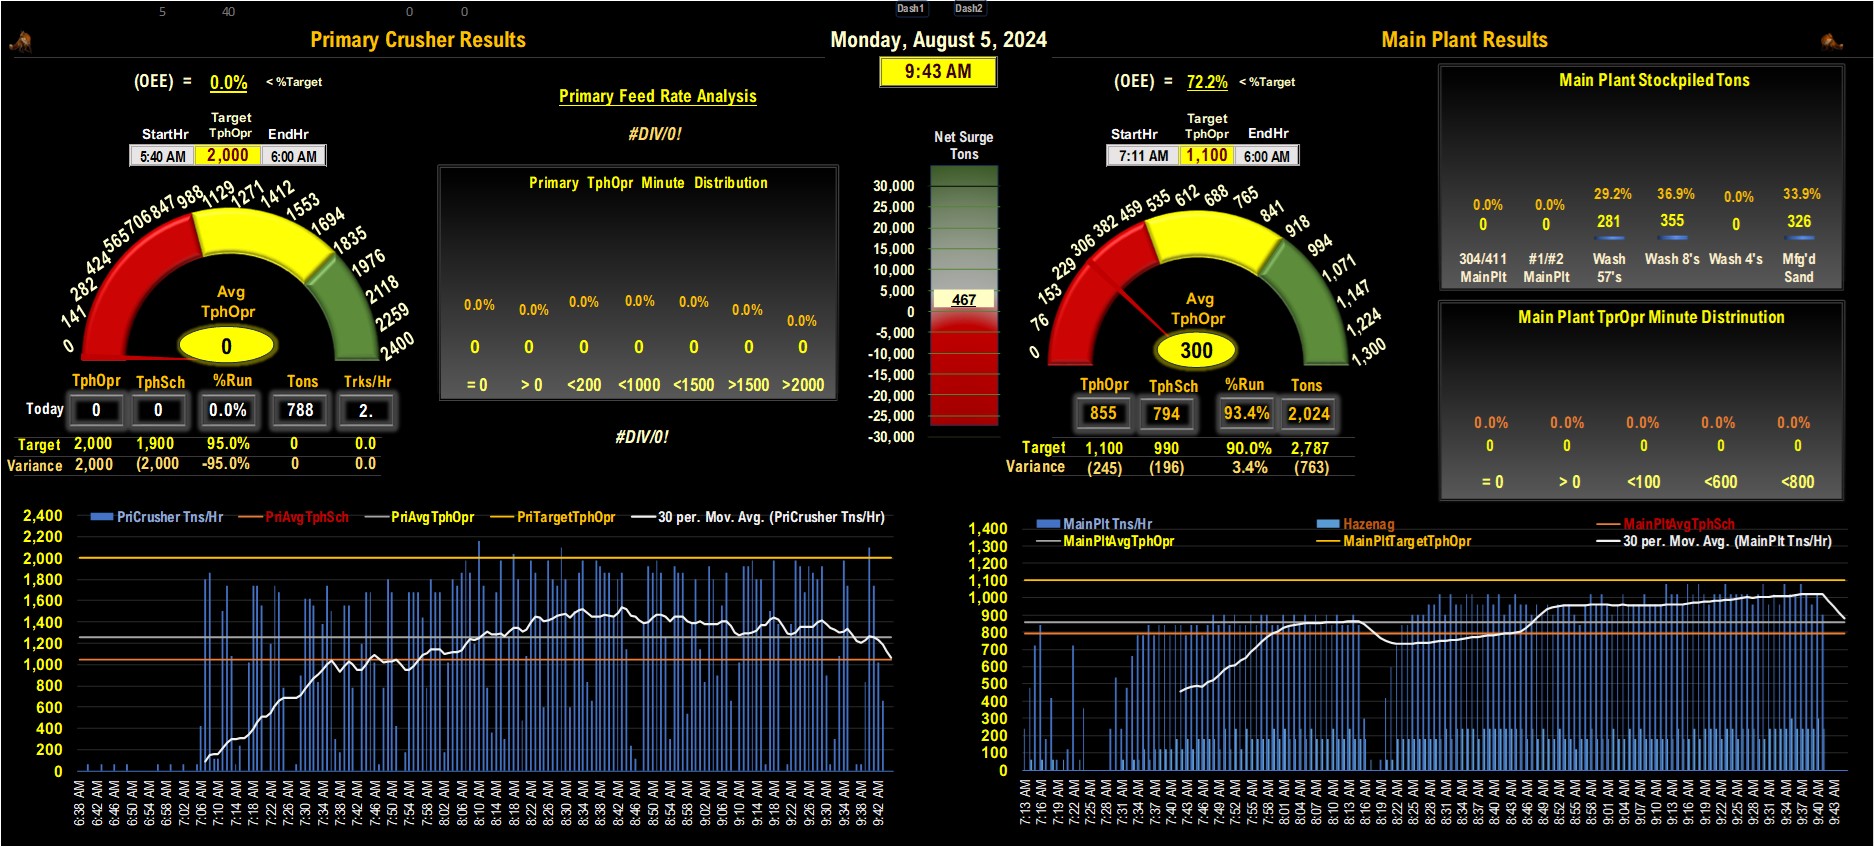 5 40 0 0 Dash1 Dash2
Primary Crusher Results
Monday, August 5, 2024
Main Plant Results
9:43 AM
(OEE) = 0.0% < %Target
Primary Feed Rate Analysis
#DIV/0!
Target
StartHr TphOpr EndHr
5:40 AM 2,000 6:00 AM
0 141 282 424 565 706 847 988 1129 1271 1412 1553 1694 1835 1976 2118 2259 2400
Avg
TphOpr
0
TphOpr TphSch %Run Tons Trks/Hr
Today 0 0 0.0% 788 2.
Target 2,000 1,900 95.0% 0 0.0
Variance 2,000 (2,000 -95.0% 0 0.0
Primary TphOpr Minute Distribution
0.0% 0.0% 0.0% 0.0% 0.0% 0.0% 0.0%
0 0 0 0 0 0 0
= 0 > 0 <200 <1000 <1500 >1500 >2000
#DIV/0!
Net Surge
Tons
30,000
25,000
20,000
15,000
10,000
5,000
467
0
-5,000
-10,000
-15,000
-20,000
-25,000
-30,000
(OEE) = 72.2% < %Target
Target
StartHr TphOpr EndHr
7:11 AM 1,100 6:00 AM
0 76 153 229 306 382 459 535 612 688 765 841 918 994 1,071 1,147 1,224 1,300
Avg
TphOpr
300
TphOpr TphSch %Run Tons
855 794 93.4% 2,024
Target 1,100 990 90.0% 2,787
Variance (245) (196) 3.4% (763)
Main Plant Stockpiled Tons
0.0% 0.0% 29.2% 36.9% 0.0% 33.9%
0 0 281 355 0 326
304/411 #1/#2 Wash Wash 8's Wash 4's Mfg'd
MainPlt MainPlt 57's Sand
Main Plant TprOpr Minute Distrinution
0.0% 0.0% 0.0% 0.0% 0.0%
0 0 0 0 0
= 0 > 0 <100 <600 <800
PriCrusher Tns/Hr PriAvgTphSch PriAvgTphOpr PriTargetTphOpr 30 per. Mov. Avg. (PriCrusher Tns/Hr)
2,400
2,200
2,000
1,800
1,600
1,400
1,200
1,000
800
600
400
200
0
6:38 AM 6:42 AM 6:46 AM 6:50 AM 6:54 AM 6:58 AM 7:02 AM 7:06 AM 7:10 AM 7:14 AM 7:18 AM 7:22 AM 7:26 AM 7:30 AM 7:34 AM 7:38 AM 7:42 AM 7:46 AM 7:50 AM 7:54 AM 7:58 AM 8:02 AM 8:06 AM 8:10 AM 8:14 AM 8:18 AM 8:22 AM 8:26 AM 8:30 AM 8:34 AM 8:38 AM 8:42 AM 8:46 AM 8:50 AM 8:54 AM 8:58 AM 9:02 AM 9:06 AM 9:10 AM 9:14 AM 9:18 AM 9:22 AM 9:26 AM 9:30 AM 9:34 AM 9:38 AM 9:42 AM
MainPlt Tns/Hr Hazenag MainPltAvgTphSch
MainPltAvgTphOpr MainPltTargetTphOpr 30 per. Mov. Avg. (MainPlt Tns/Hr)
1,400
1,300
1,200
1,100
1,000
900
800
700
600
500
400
300
200
100
0
7:13 AM 7:16 AM 7:19 AM 7:22 AM 7:25 AM 7:28 AM 7:31 AM 7:34 AM 7:37 AM 7:40 AM 7:43 AM 7:46 AM 7:49 AM 7:52 AM 7:55 AM 7:58 AM 8:01 AM 8:04 AM 8:07 AM 8:10 AM 8:13 AM 8:16 AM 8:19 AM 8:22 AM 8:25 AM 8:28 AM 8:31 AM 8:34 AM 8:37 AM 8:40 AM 8:43 AM 8:46 AM 8:49 AM 8:52 AM 8:55 AM 8:58 AM 9:01 AM 9:04 AM 9:07 AM 9:10 AM 9:13 AM 9:16 AM 9:19 AM 9:22 AM 9:25 AM 9:28 AM 9:31 AM 9:34 AM 9:37 AM 9:40 AM 9:43 AM